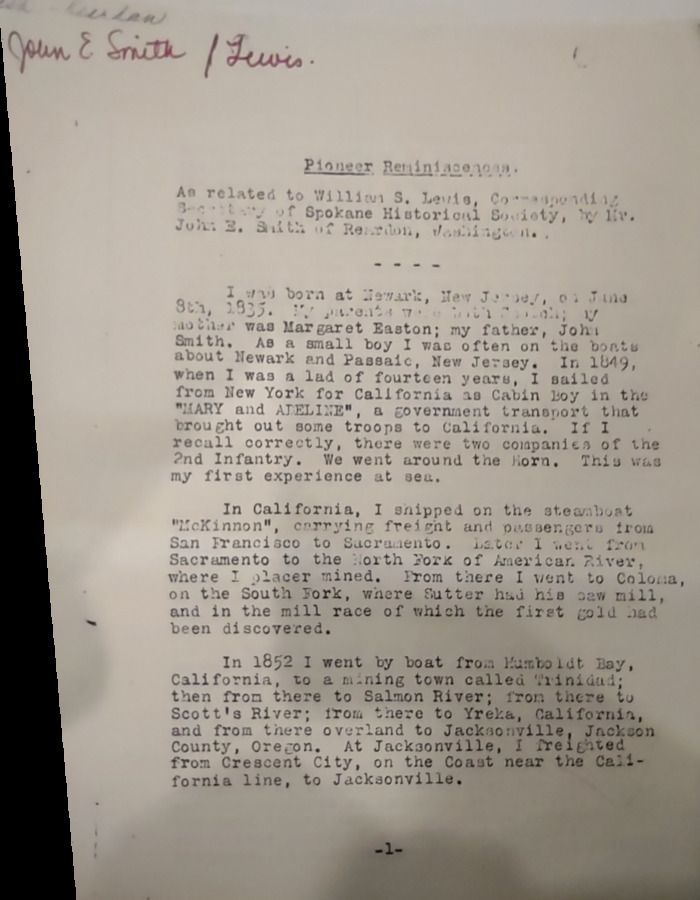 John E Smith / Lewis.
Pioneer Reminiscences.
As related to William S. Lewis, Corresponding
Secretary of Spokane Historical Society, by Mr.
John E. Smith of Reardon, Washington.
- - - -
I was born at Newark, New Jersey, on June
8th, 1835. My parents were both Scotch; my
mother was Margaret Easton; my father, John
Smith. As a small boy I was often on the boats
about Newark and Passaic, New Jersey. In 1849,
when I was a lad of fourteen years, I sailed
from New York for California as Cabin Boy in the
"MARY and ADELINE", a government transport that
brought out some troops to California. If I
recall correctly, there were two companies of the
2nd Infantry. We went around the Horn. This was
my first experience at sea.
In California, I shipped on the steamboat
"McKinnon", carrying freight and passengers from
San Francisco to Sacramento. Later I went from
Sacramento to the North Fork of American River,
where I placer mined. From there I went to Coloma,
on the South Fork, where Sutter had his saw mill,
and in the mill race of which the first gold had
been discovered.
In 1852 I went by boat from Humboldt Bay,
California, to a mining town called Trinidad;
then from there to Salmon River; from there to
Scott's River; from there to Yreka, California,
and from there overland to Jacksonville, Jackson
County, Oregon. At Jacksonville, I freighted
from Crescent City, on the Coast near the Cali-
fornia line, to Jacksonville.
-1-